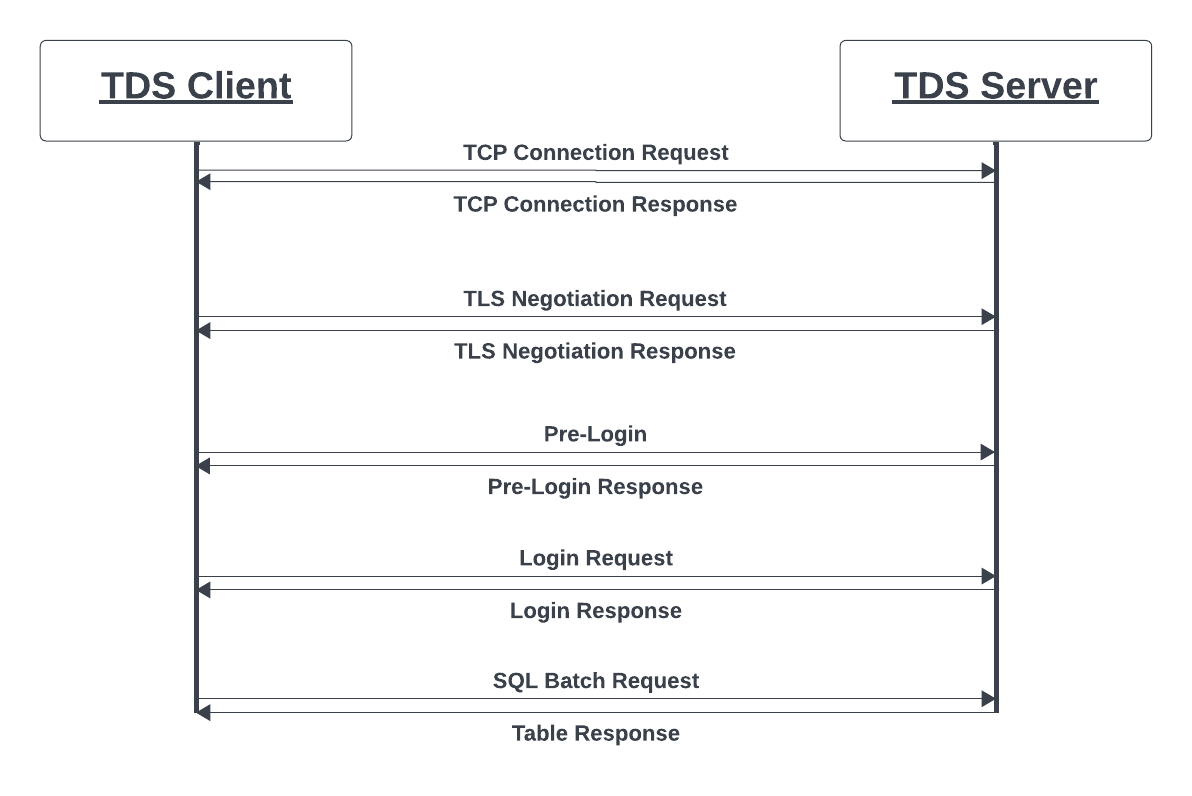 TDS Client
TDS Server
TCP Connection Request
TCP Connection Response
TLS Negotiation Request
TLS Negotiation Response
Pre-Login
Pre-Login Response
Login Request
Login Response
SQL Batch Request
Table Response